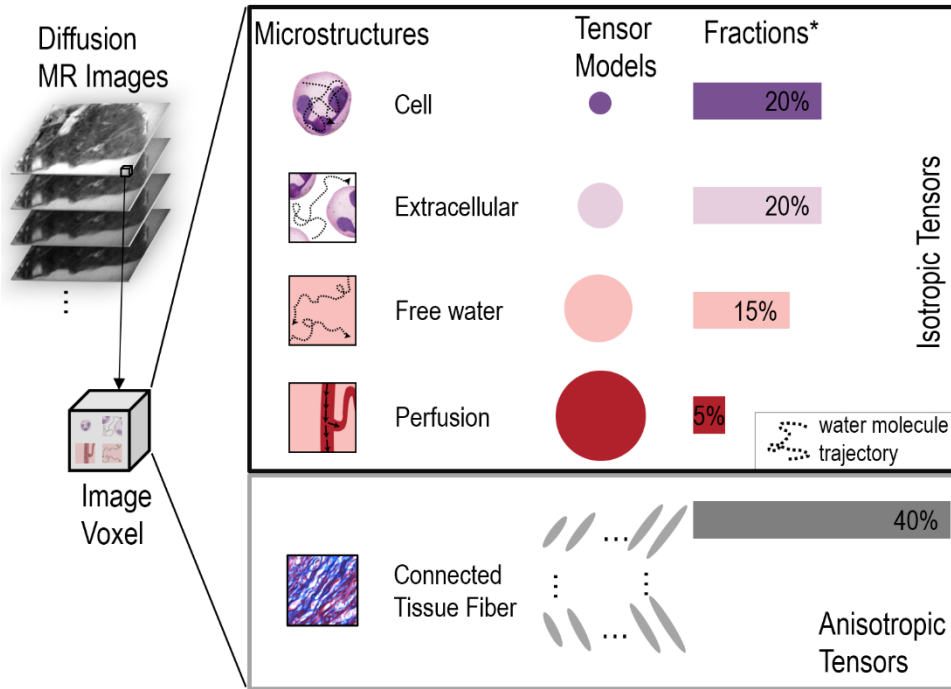 Diffusion
MR Images
Image
Voxel
Microstructures
Tensor
Models
Fractions*
Cell
20%
Extracellular
20%
Free water
15%
Perfusion
5%
Isotropic Tensors
water molecule
trajectory
Connected
Tissue Fiber
40%
Anisotropic
Tensors